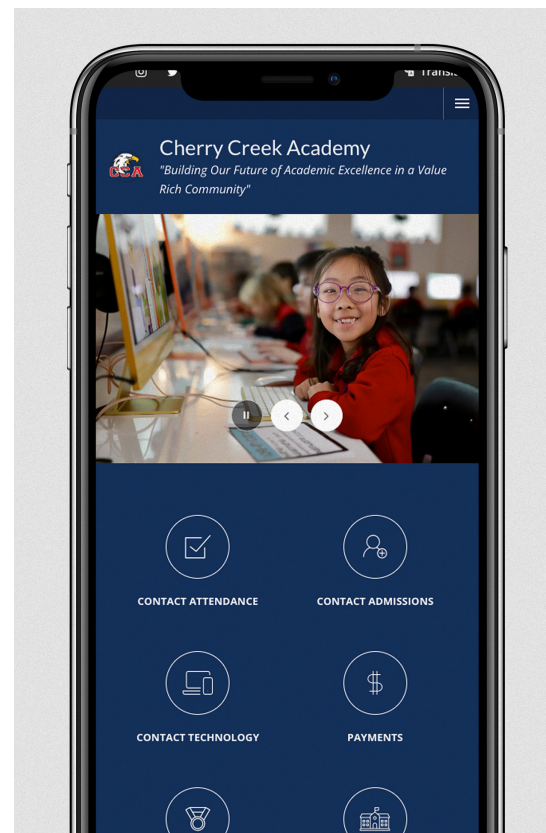 Cherry Creek Academy
"Building Our Future of Academic Excellence in a Value
Rich Community"
CCA
CONTACT ATTENDANCE
CONTACT ADMISSIONS
CONTACT TECHNOLOGY
PAYMENTS